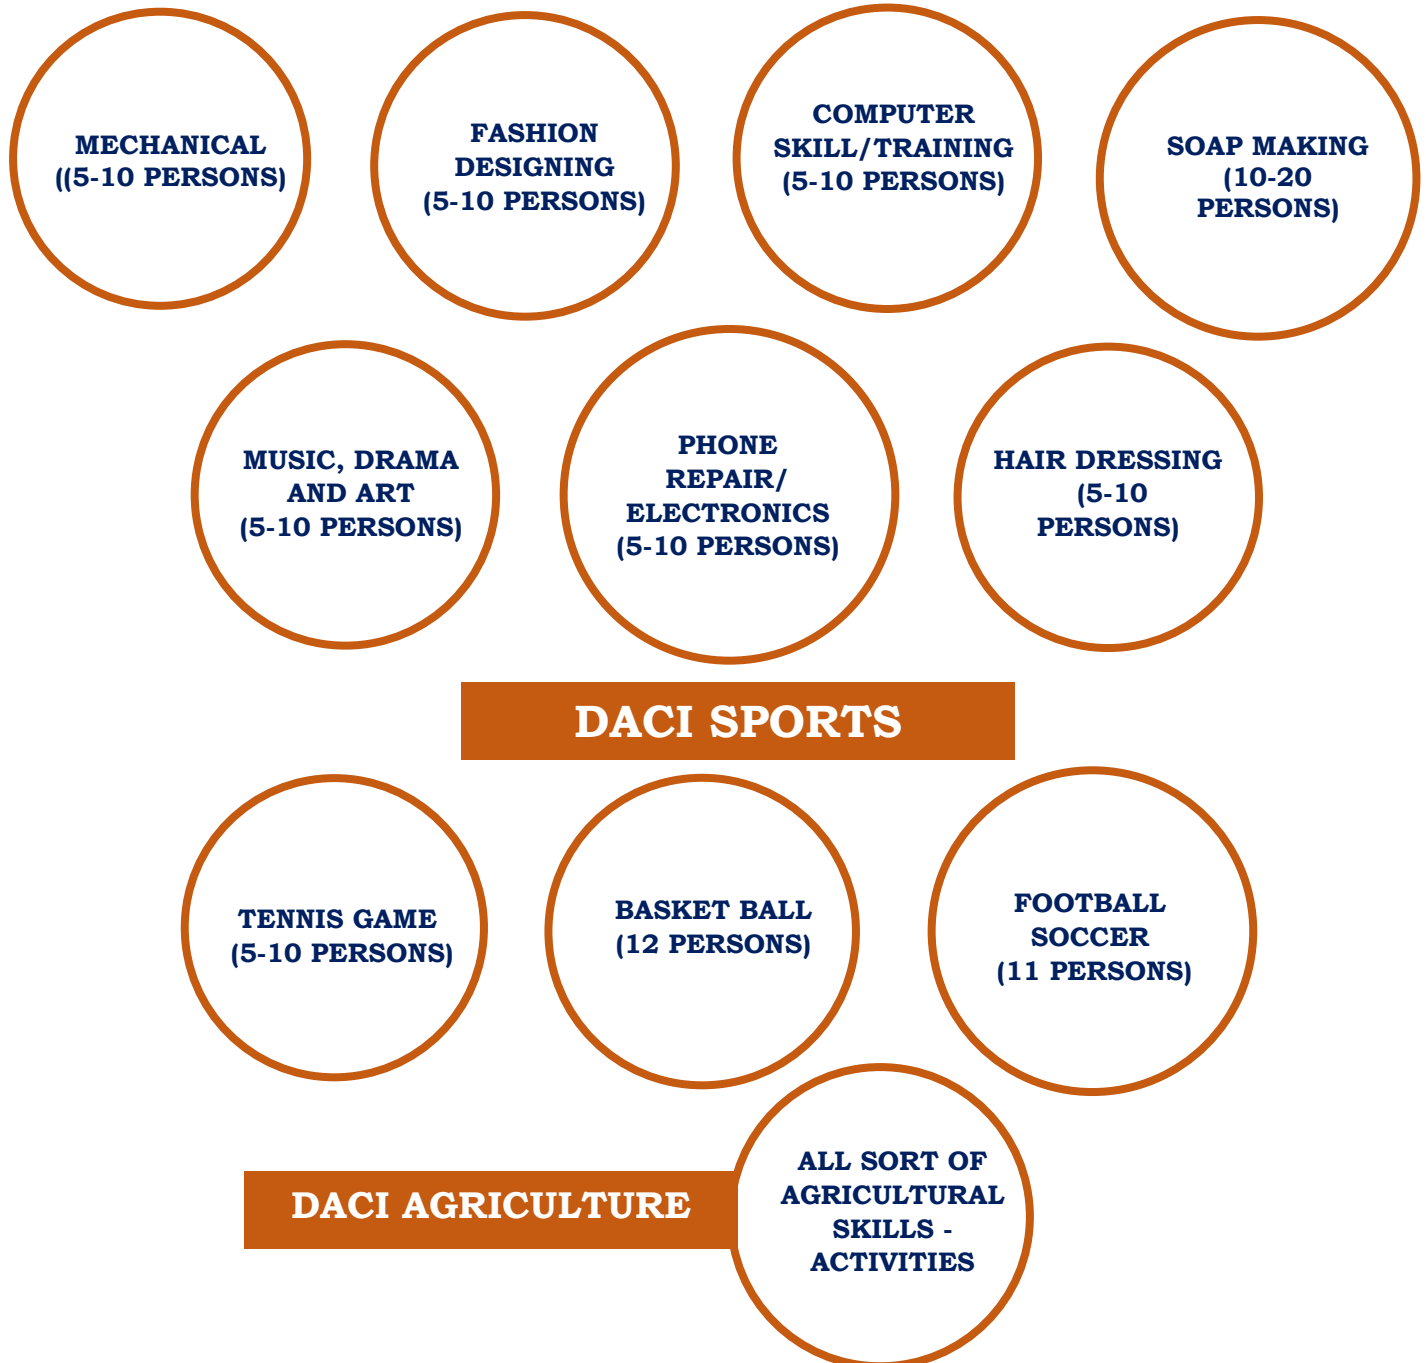 MECHANICAL
((5-10 PERSONS)
FASHION
DESIGNING
(5-10 PERSONS)
COMPUTER
SKILL/TRAINING
(5-10 PERSONS)
SOAP MAKING
(10-20
PERSONS)
MUSIC, DRAMA
AND ART
(5-10 PERSONS)
PHONE
REPAIR/
ELECTRONICS
(5-10 PERSONS)
HAIR DRESSING
(5-10
PERSONS)
DACI SPORTS
TENNIS GAME
(5-10 PERSONS)
BASKET BALL
(12 PERSONS)
FOOTBALL
SOCCER
(11 PERSONS)
DACI AGRICULTURE
ALL SORT OF
AGRICULTURAL
SKILLS -
ACTIVITIES